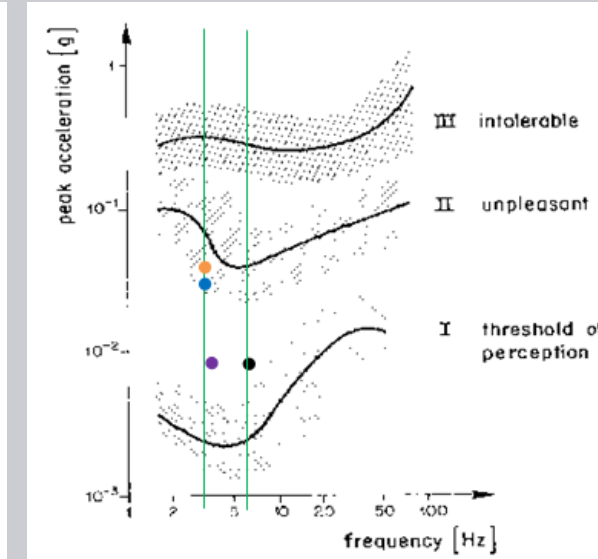 peak acceleration [g]
1
10⁻¹
10⁻²
10⁻³
III intolerable
II unpleasant
I threshold of
perception
1 2 5 10 20 50 100
frequency [Hz]